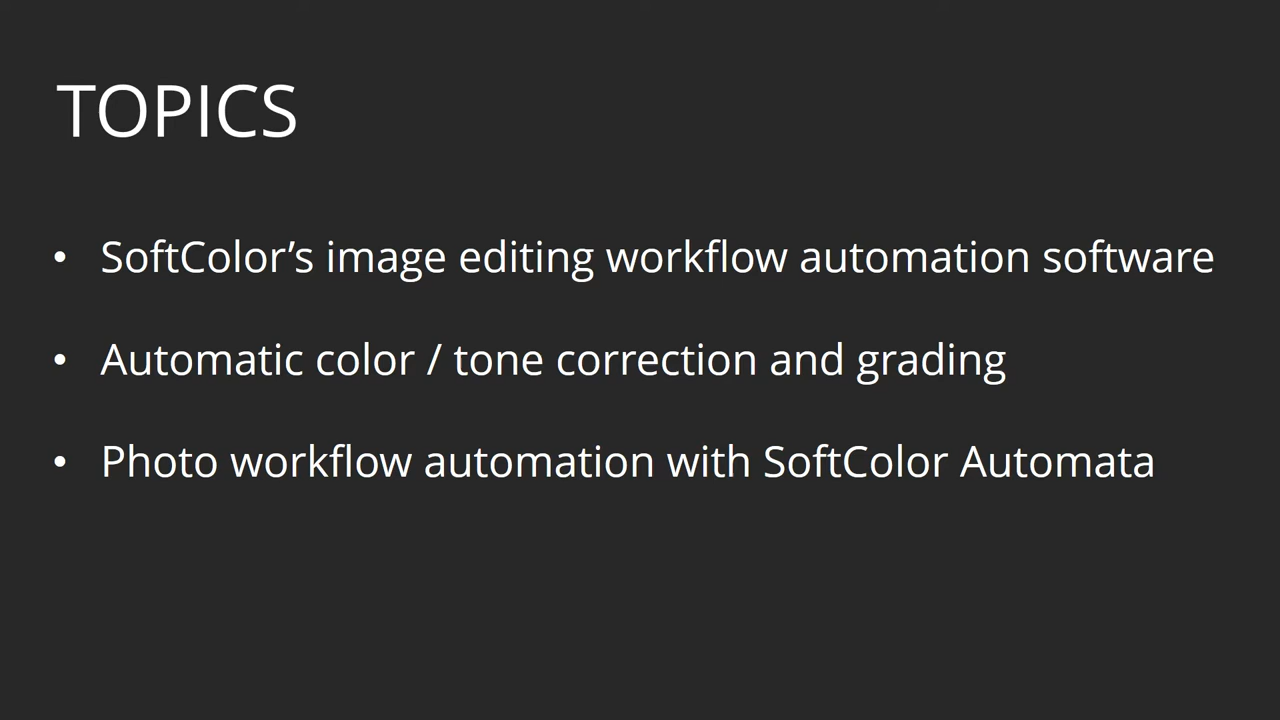 TOPICS
• SoftColor’s image editing workflow automation software
• Automatic color / tone correction and grading
• Photo workflow automation with SoftColor Automata